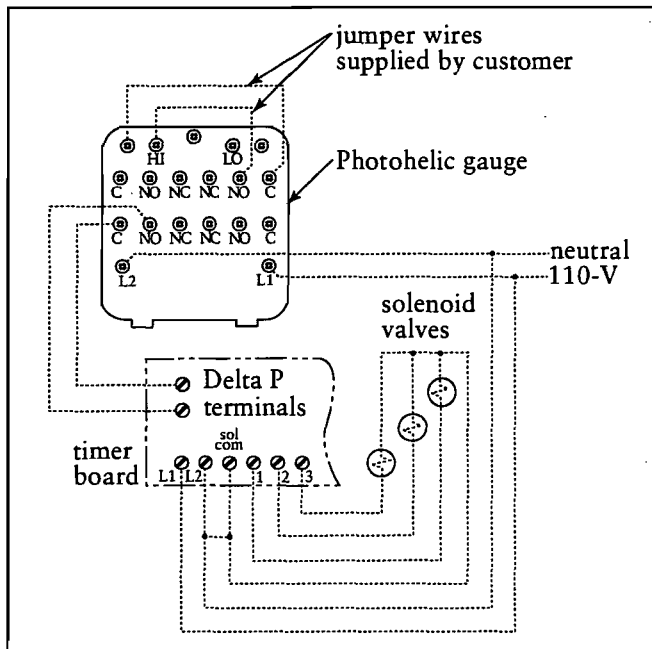 jumper wires
supplied by customer
HI LO
C NO NC NC NO C
Photohelic gauge
C NO NC NC NO C
L2 L1
neutral
110-V
solenoid
valves
Delta P
terminals
sol
com
timer
board
L1 L2 1 2 3